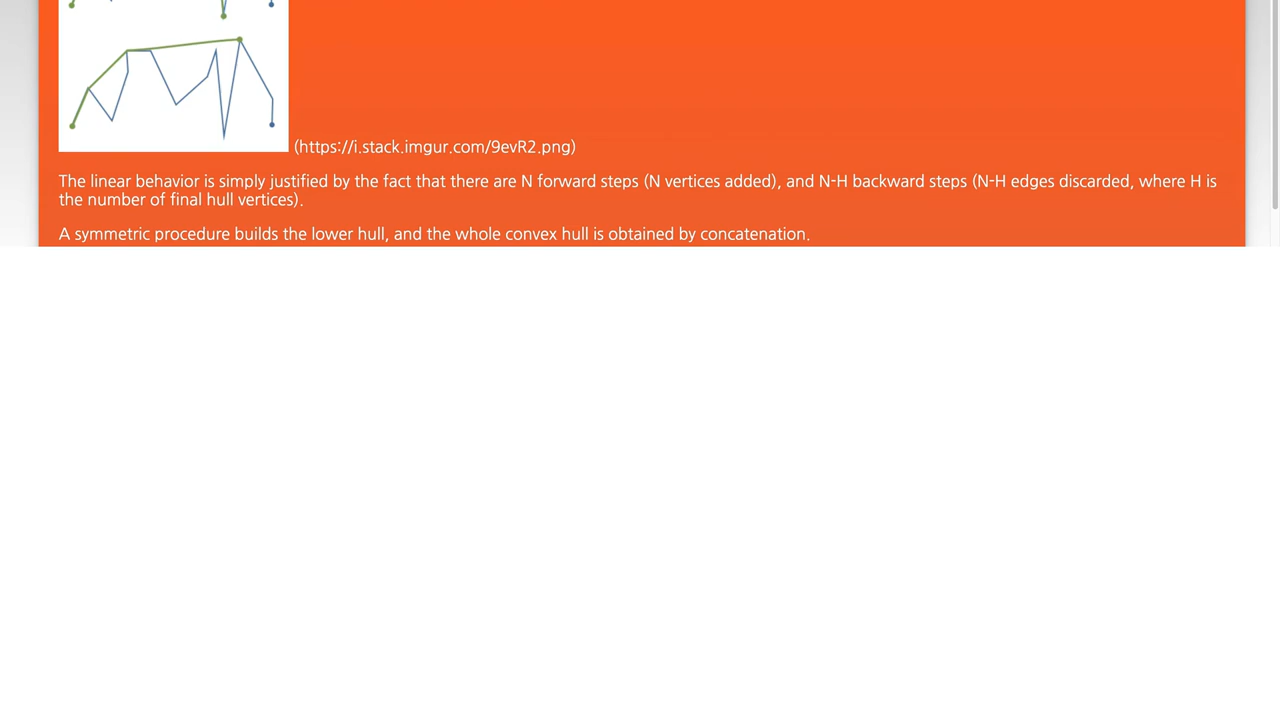 (https://i.stack.imgur.com/9evR2.png)
The linear behavior is simply justified by the fact that there are N forward steps (N vertices added), and N-H backward steps (N-H edges discarded, where H is
the number of final hull vertices).
A symmetric procedure builds the lower hull, and the whole convex hull is obtained by concatenation.